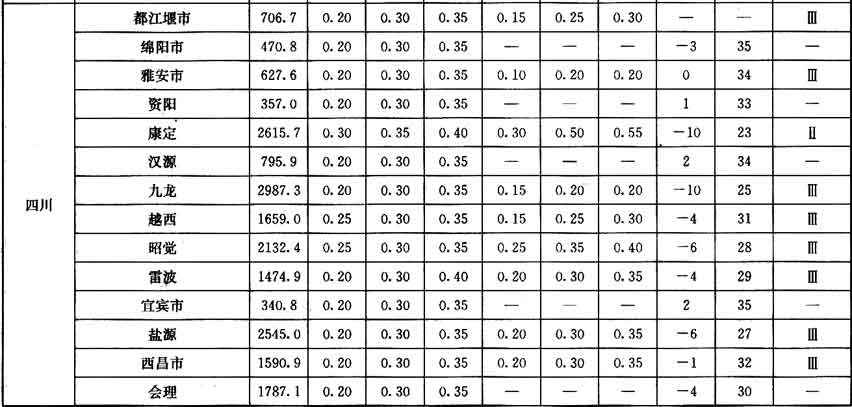 都江堰市 706.7 0.20 0.30 0.35 0.15 0.25 0.30 — — Ⅲ
绵阳市 470.8 0.20 0.30 0.35 — — — -3 35 —
雅安市 627.6 0.20 0.30 0.35 0.10 0.20 0.20 0 34 Ⅲ
资阳 357.0 0.20 0.30 0.35 — — — 1 33 —
康定 2615.7 0.30 0.35 0.40 0.30 0.50 0.55 -10 23 Ⅱ
汉源 795.9 0.20 0.30 0.35 — — — 2 34 —
九龙 2987.3 0.20 0.30 0.35 0.15 0.20 0.20 -10 25 Ⅲ
四川
越西 1659.0 0.25 0.30 0.35 0.15 0.25 0.30 -4 31 Ⅲ
昭觉 2132.4 0.25 0.30 0.35 0.25 0.35 0.40 -6 28 Ⅲ
雷波 1474.9 0.20 0.30 0.40 0.20 0.30 0.35 -4 29 Ⅲ
宜宾市 340.8 0.20 0.30 0.35 — — — 2 35 —
盐源 2545.0 0.20 0.30 0.35 0.20 0.30 0.35 -6 27 Ⅲ
西昌市 1590.9 0.20 0.30 0.35 0.20 0.30 0.35 -1 32 Ⅲ
会理 1787.1 0.20 0.30 0.35 — — — -4 30 —